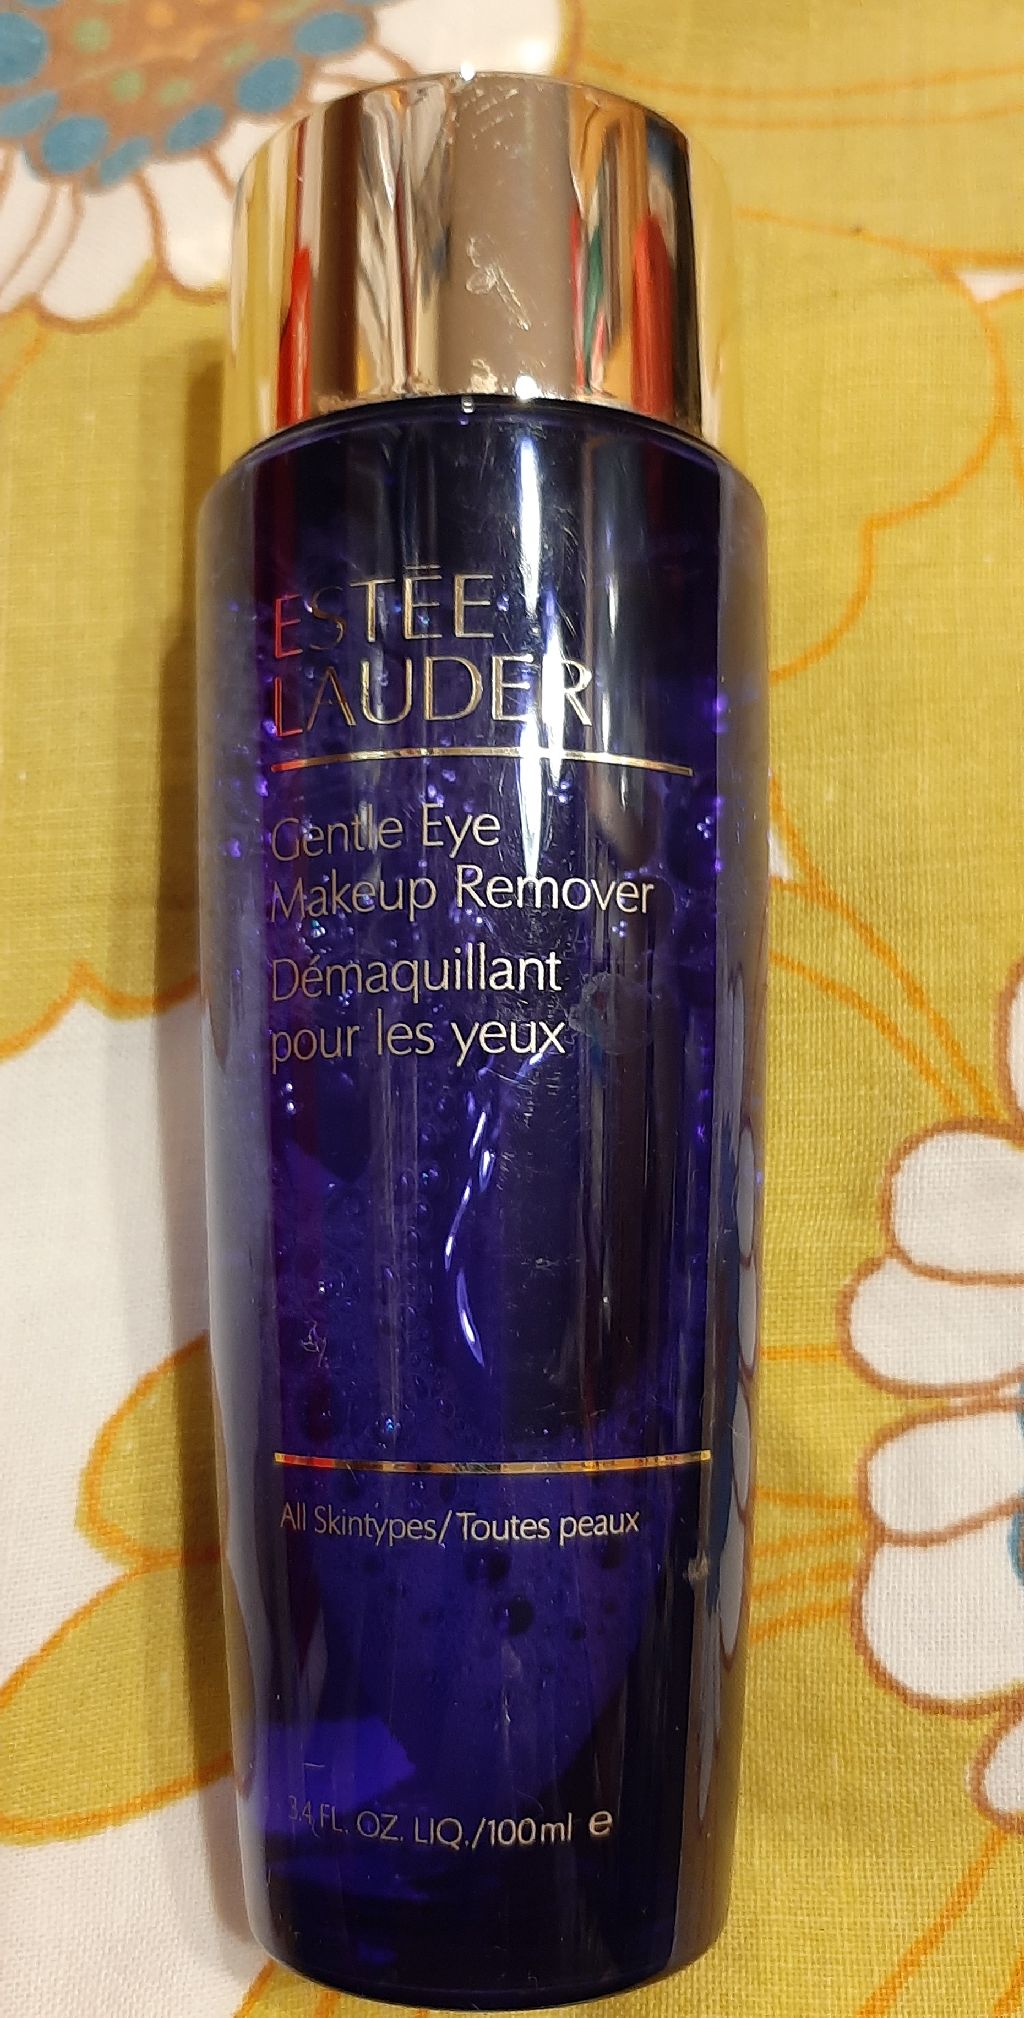 ESTĒE
LAUDER
Gentle Eye
Makeup Remover
Démaquillant
pour les yeux
All Skintypes/Toutes peaux
3.4 FL. OZ. LIQ./100ml e